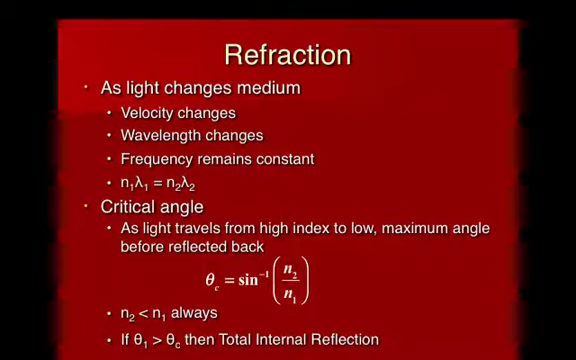 Refraction
• As light changes medium
• Velocity changes
• Wavelength changes
• Frequency remains constant
• n₁λ₁ = n₂λ₂
• Critical angle
• As light travels from high index to low, maximum angle
before reflected back
θc = sin⁻¹(n₂/n₁)
• n₂ < n₁ always
• If θ₁ > θc then Total Internal Reflection